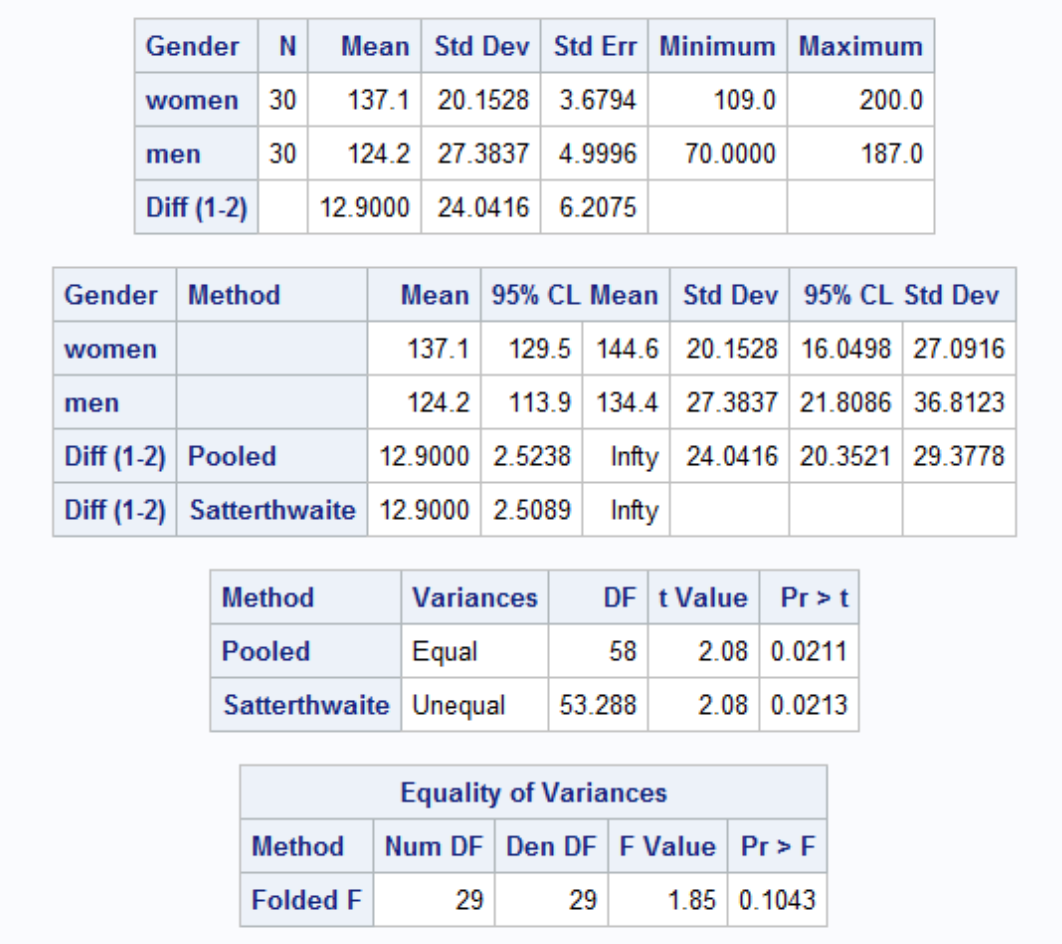 Gender N Mean Std Dev Std Err Minimum Maximum
women 30 137.1 20.1528 3.6794 109.0 200.0
men 30 124.2 27.3837 4.9996 70.0000 187.0
Diff (1-2) 12.9000 24.0416 6.2075
Gender Method Mean 95% CL Mean Std Dev 95% CL Std Dev
women 137.1 129.5 144.6 20.1528 16.0498 27.0916
men 124.2 113.9 134.4 27.3837 21.8086 36.8123
Diff (1-2) Pooled 12.9000 2.5238 Infty 24.0416 20.3521 29.3778
Diff (1-2) Satterthwaite 12.9000 2.5089 Infty
Method Variances DF t Value Pr > t
Pooled Equal 58 2.08 0.0211
Satterthwaite Unequal 53.288 2.08 0.0213
Equality of Variances
Method Num DF Den DF F Value Pr > F
Folded F 29 29 1.85 0.1043